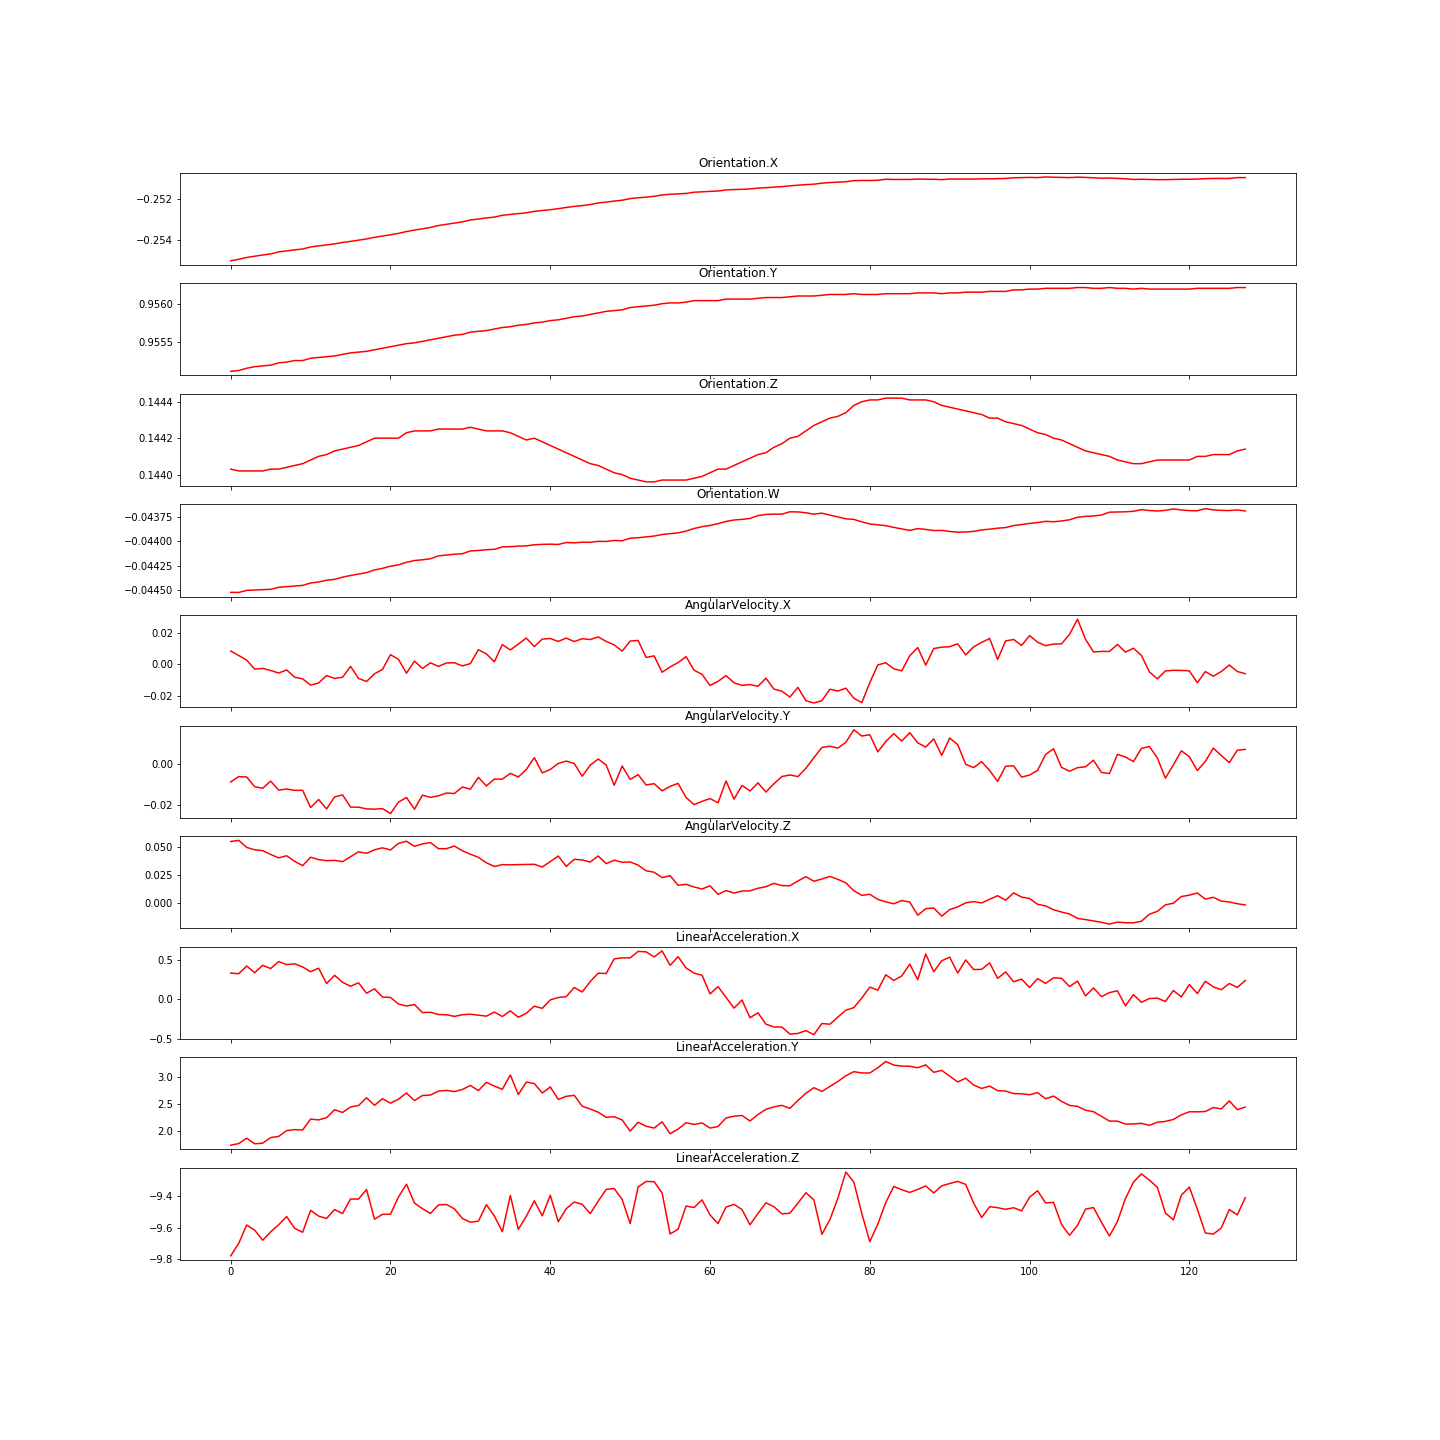 Orientation.X
−0.252
−0.254
Orientation.Y
0.9560
0.9555
Orientation.Z
0.1444
0.1442
0.1440
Orientation.W
−0.04375
−0.04400
−0.04425
−0.04450
AngularVelocity.X
0.02
0.00
−0.02
AngularVelocity.Y
0.00
−0.02
AngularVelocity.Z
0.050
0.025
0.000
LinearAcceleration.X
0.5
0.0
−0.5
LinearAcceleration.Y
3.0
2.5
2.0
LinearAcceleration.Z
−9.4
−9.6
−9.8
0 20 40 60 80 100 120